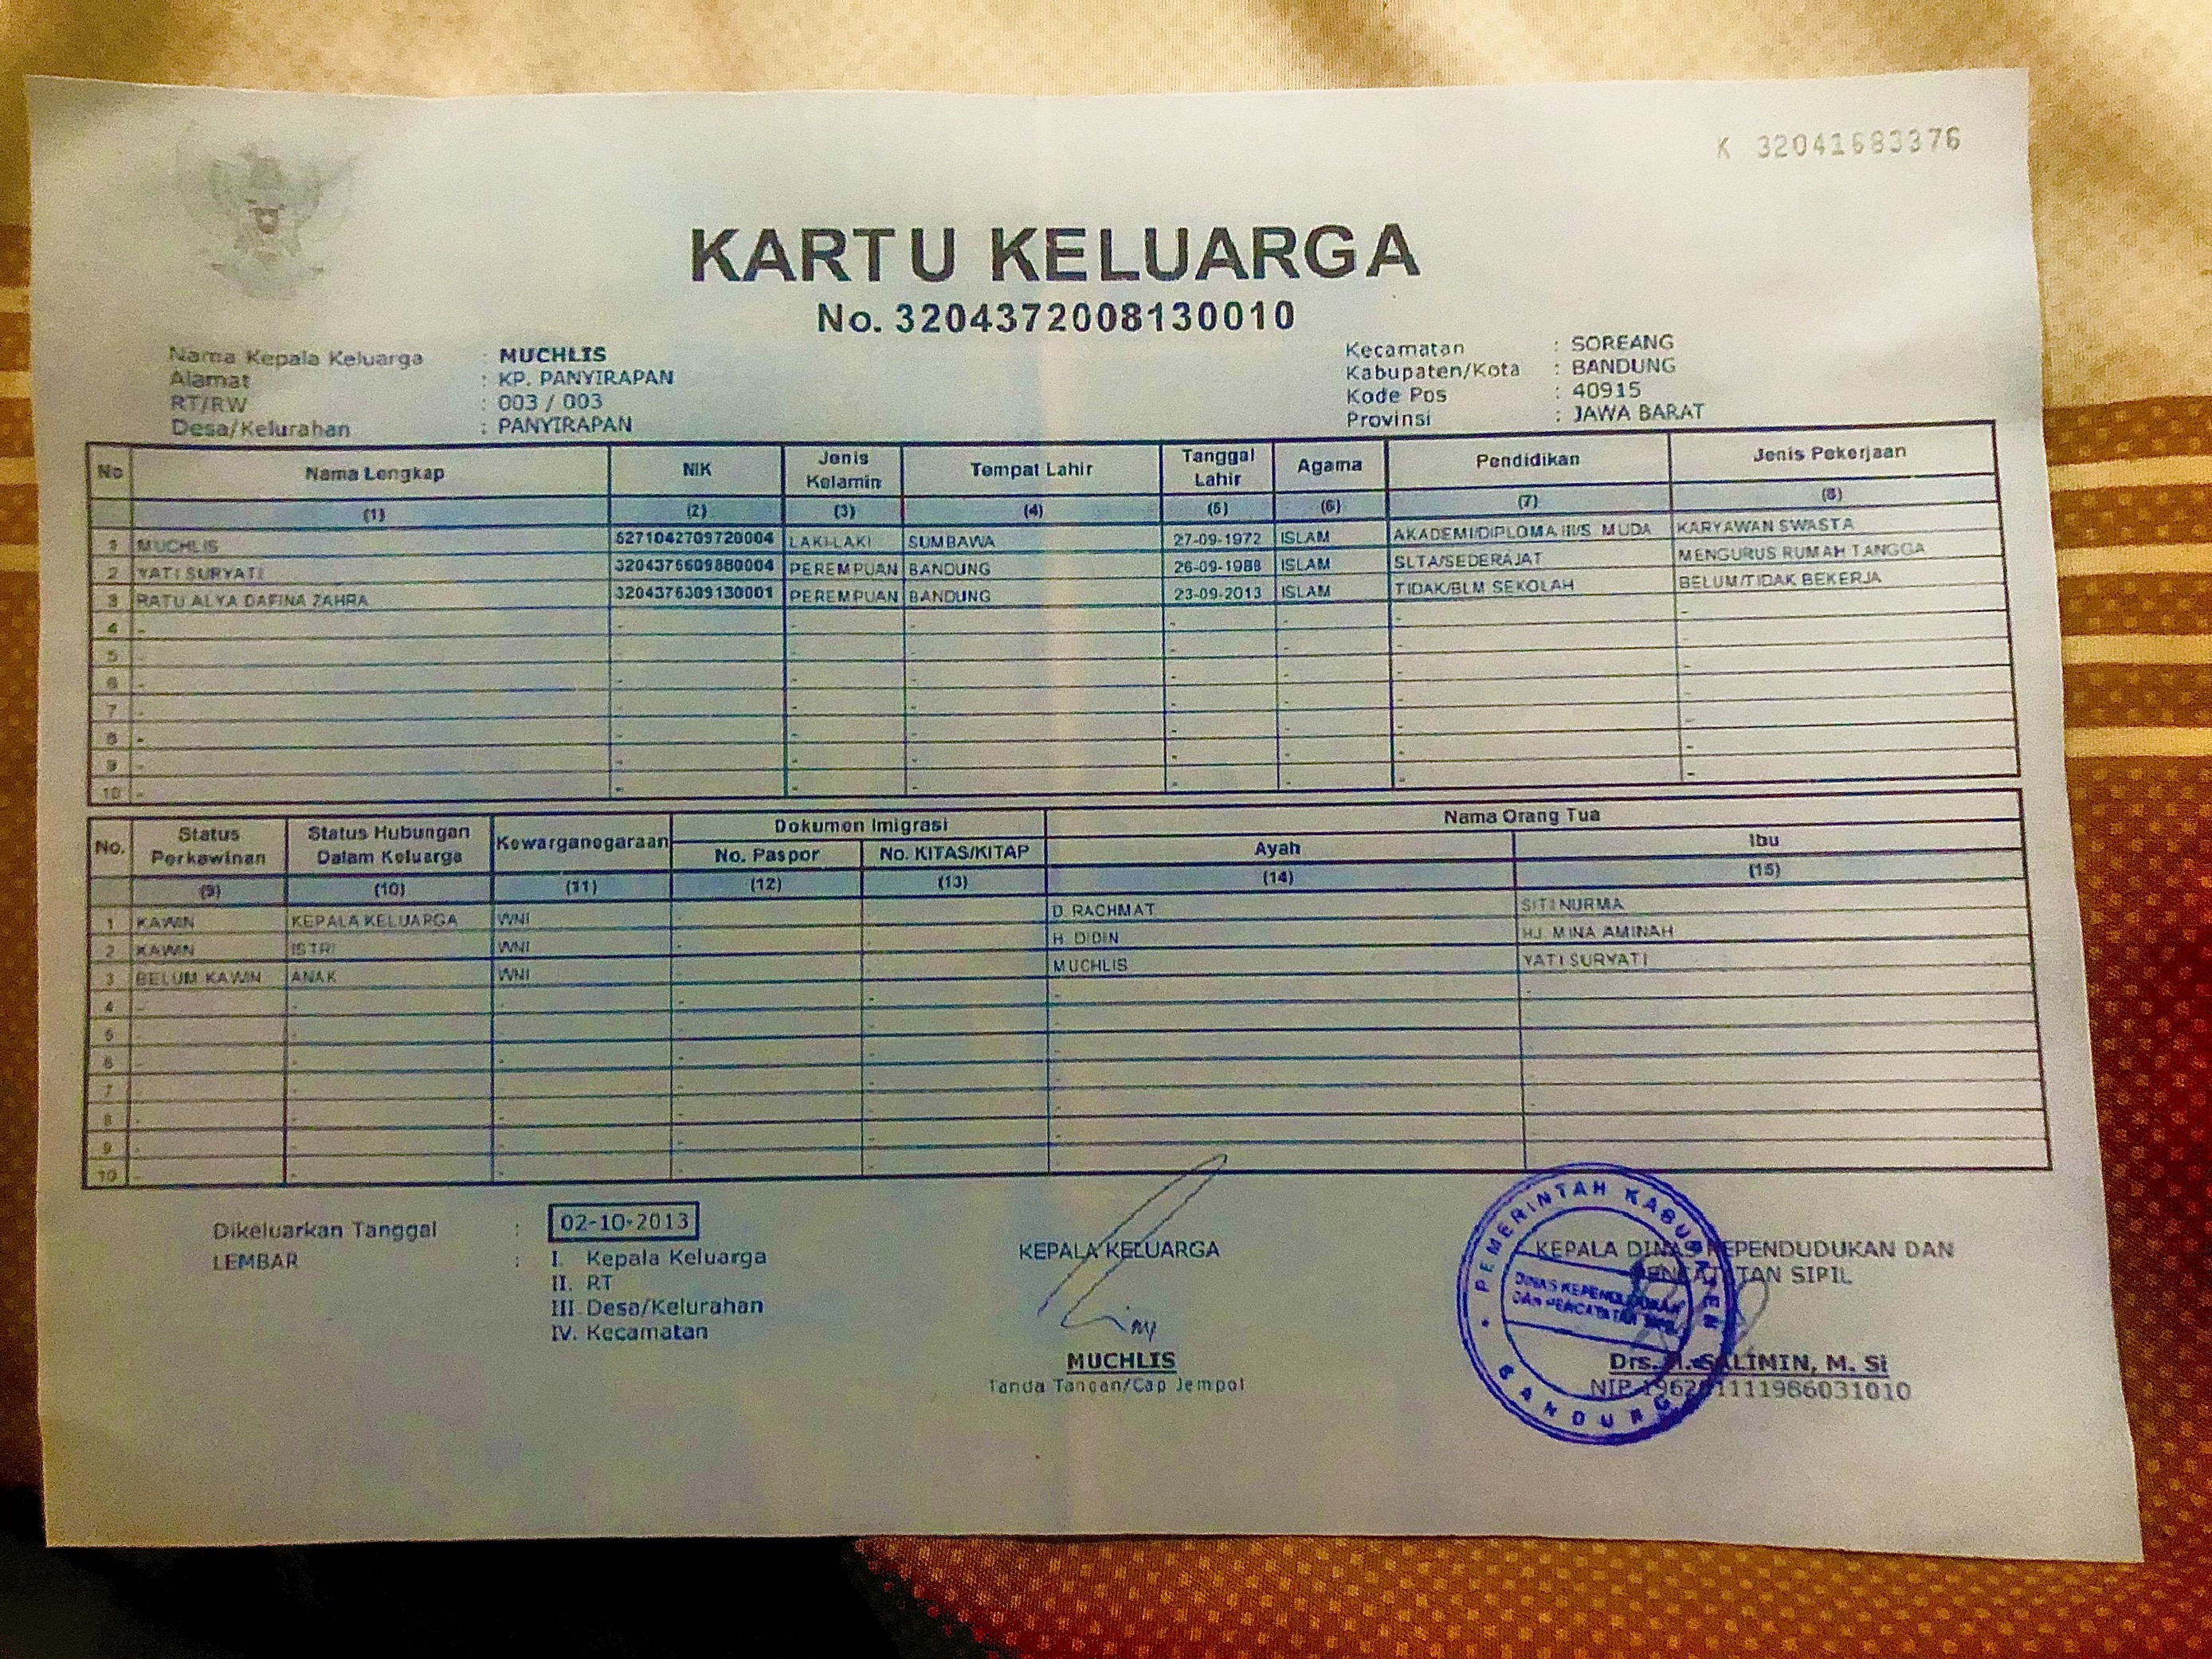 K 32041683376
KARTU KELUARGA
No. 3204372008130010
Nama Kepala Keluarga : MUCHLIS
Alamat : KP. PANYIRAPAN
RT/RW : 003 / 003
Desa/Kelurahan : PANYIRAPAN
Kecamatan : SOREANG
Kabupaten/Kota : BANDUNG
Kode Pos : 40915
Provinsi : JAWA BARAT
No Nama Lengkap NIK Jenis Kelamin Tempat Lahir Tanggal Lahir Agama Pendidikan Jenis Pekerjaan
(1) (2) (3) (4) (5) (6) (7) (8)
1 MUCHLIS 5271042709720004 LAKI-LAKI SUMBAWA 27-09-1972 ISLAM AKADEMI/DIPLOMA III/S. MUDA KARYAWAN SWASTA
2 YATI SURYATI 3204376609880004 PEREMPUAN BANDUNG 26-09-1988 ISLAM SLTA/SEDERAJAT MENGURUS RUMAH TANGGA
3 RATU ALYA DAFINA ZAHRA 3204376309130001 PEREMPUAN BANDUNG 23-09-2013 ISLAM TIDAK/BLM SEKOLAH BELUM/TIDAK BEKERJA
4 - - - - - - - -
5 - - - - - - - -
6 - - - - - - - -
7 - - - - - - - -
8 - - - - - - - -
9 - - - - - - - -
10 - - - - - - - -
No. Status Perkawinan Status Hubungan Dalam Keluarga Kewarganegaraan Dokumen Imigrasi Nama Orang Tua
No. Paspor No. KITAS/KITAP Ayah Ibu
(9) (10) (11) (12) (13) (14) (15)
1 KAWIN KEPALA KELUARGA WNI - - D. RACHMAT SITI NURMA
2 KAWIN ISTRI WNI - - H. DIDIN HJ. MINA AMINAH
3 BELUM KAWIN ANAK WNI - - MUCHLIS YATI SURYATI
4 - - - - - - -
5 - - - - - - -
6 - - - - - - -
7 - - - - - - -
8 - - - - - - -
9 - - - - - - -
10 - - - - - - -
Dikeluarkan Tanggal : 02-10-2013
LEMBAR : I. Kepala Keluarga
II. RT
III. Desa/Kelurahan
IV. Kecamatan
KEPALA KELUARGA
MUCHLIS
Tanda Tangan/Cap Jempol
KEPALA DINAS KEPENDUDUKAN DAN
PENCATATAN SIPIL
PEMERINTAH KABUPATEN
DINAS KEPENDUDUKAN
DAN PENCATATAN SIPIL
BANDUNG
Drs. SALIMIN, M. Si
NIP